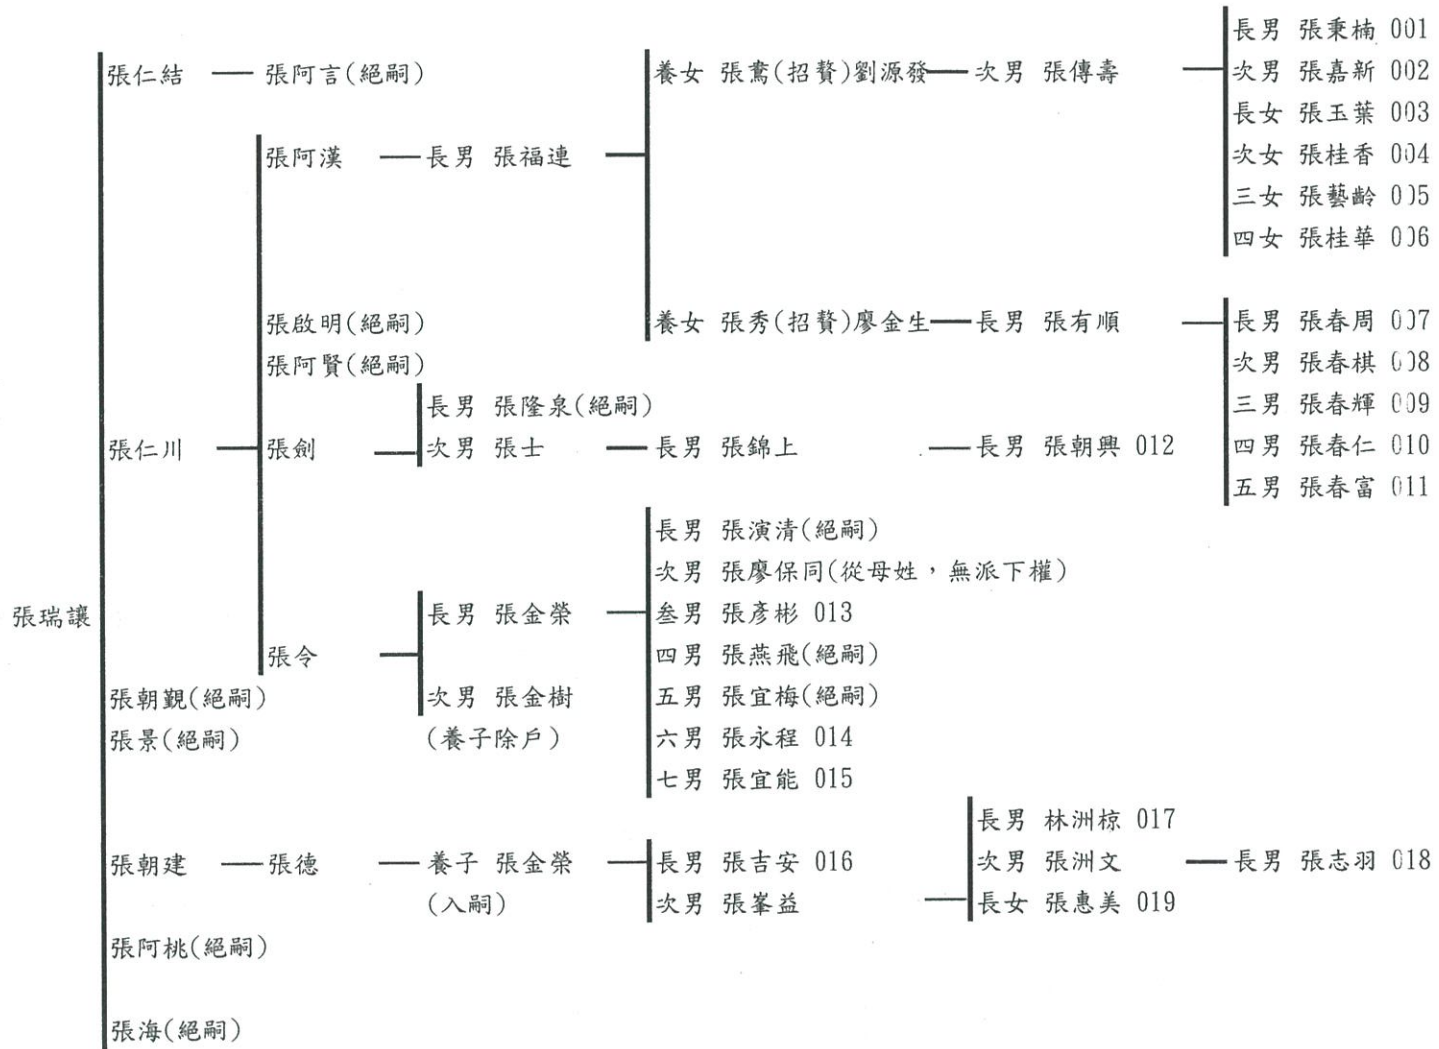 長男 張秉楠 001
張仁結 張阿言(絕嗣) 養女 張鴦(招贅)劉源發 次男 張傳壽 次男 張嘉新 002
長女 張玉葉 003
張阿漢 長男 張福連 次女 張桂香 004
三女 張藝齡 005
四女 張桂華 006
張啟明(絕嗣) 養女 張秀(招贅)廖金生 長男 張有順 長男 張春周 007
張阿賢(絕嗣) 次男 張春棋 008
長男 張隆泉(絕嗣) 三男 張春輝 009
張仁川 張劍 次男 張士 長男 張錦上 長男 張朝興 012 四男 張春仁 010
五男 張春富 011
長男 張演清(絕嗣)
次男 張廖保同(從母姓，無派下權)
張瑞讓 長男 張金榮 叁男 張彥彬 013
張令 四男 張燕飛(絕嗣)
張朝觀(絕嗣) 次男 張金樹 五男 張宜梅(絕嗣)
張景(絕嗣) (養子除戶) 六男 張永程 014
七男 張宜能 015
長男 林洲椋 017
張朝建 張德 養子 張金榮 長男 張吉安 016 次男 張洲文 長男 張志羽 018
(入嗣) 次男 張峯益 長女 張惠美 019
張阿桃(絕嗣)
張海(絕嗣)